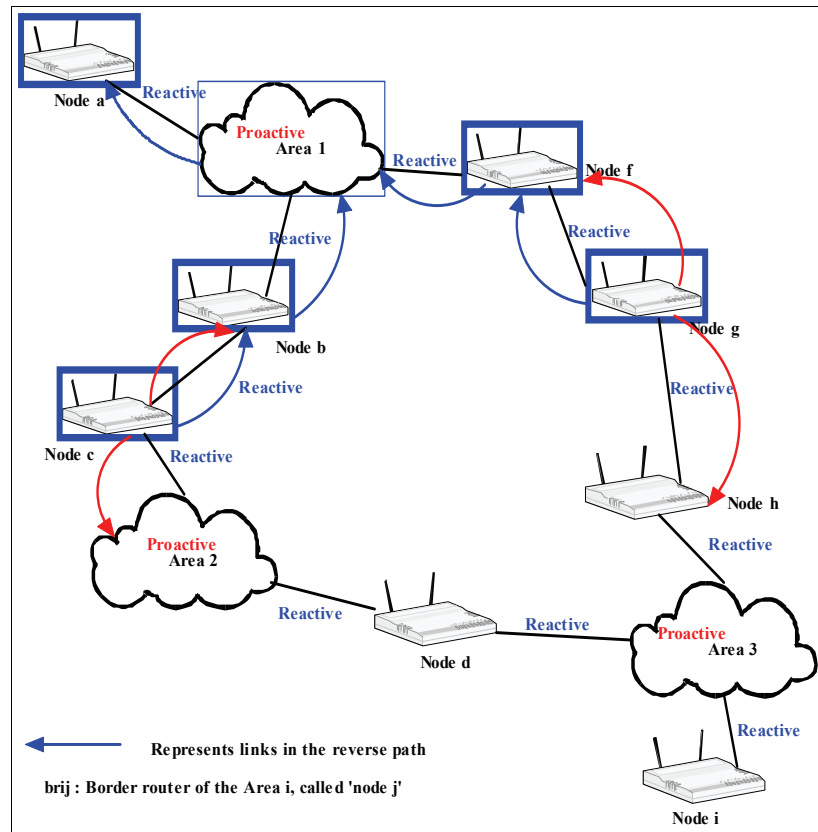 Reactive
Node a
Proactive
Area 1
Reactive
Node f
Reactive
Reactive
Node b
Node g
Reactive
Reactive
Node c
Reactive
Node h
Proactive
Area 2
Reactive
Reactive
Reactive
Proactive
Area 3
Node d
Reactive
Represents links in the reverse path
brij : Border router of the Area i, called 'node j'
Node i